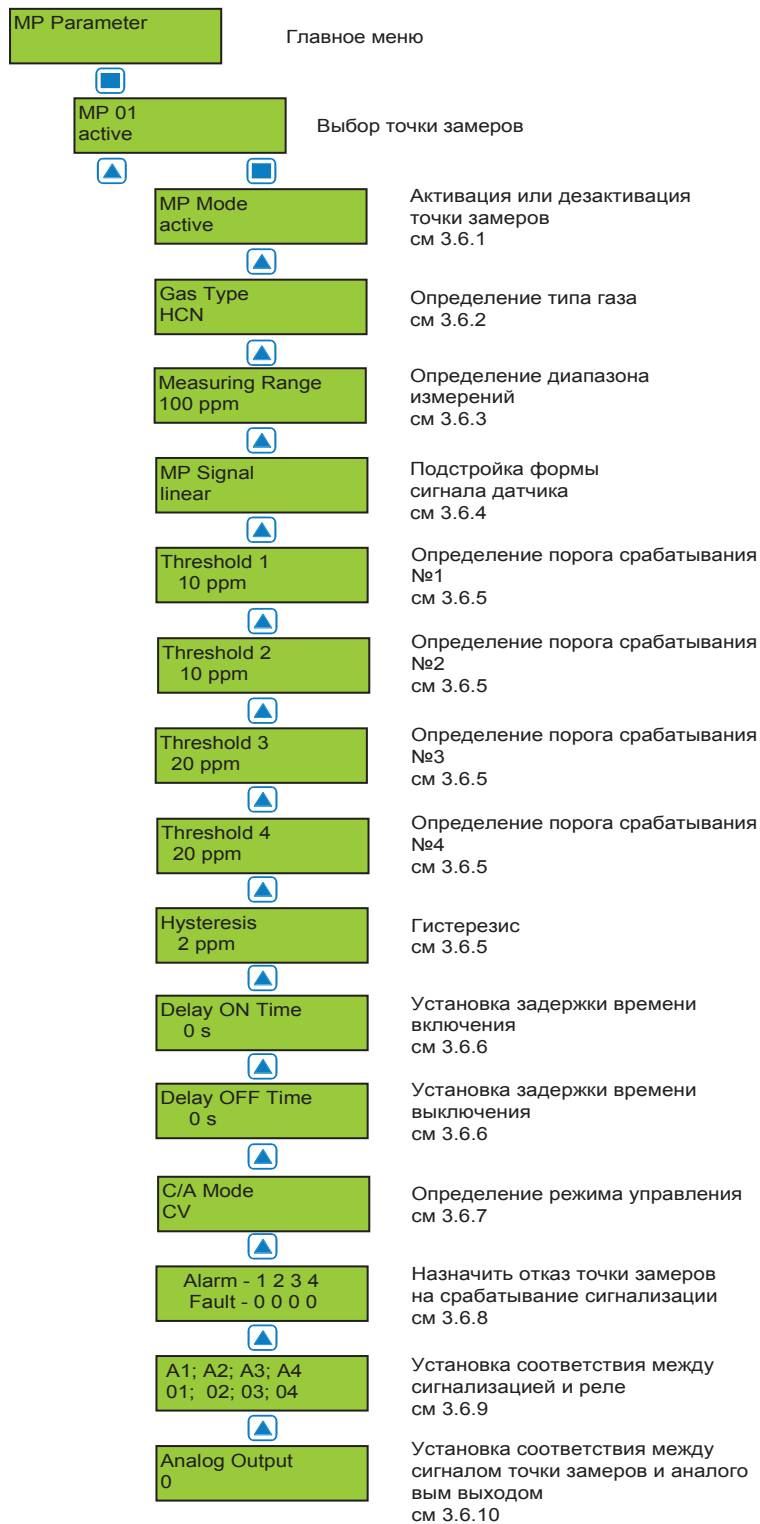 MP Parameter
Главное меню
MP 01
active
Выбор точки замеров
MP Mode
active
Активация или дезактивация
точки замеров
см 3.6.1
Gas Type
HCN
Определение типа газа
см 3.6.2
Measuring Range
100 ppm
Определение диапазона
измерений
см 3.6.3
MP Signal
linear
Подстройка формы
сигнала датчика
см 3.6.4
Threshold 1
10 ppm
Определение порога срабатывания
№1
см 3.6.5
Threshold 2
10 ppm
Определение порога срабатывания
№2
см 3.6.5
Threshold 3
20 ppm
Определение порога срабатывания
№3
см 3.6.5
Threshold 4
20 ppm
Определение порога срабатывания
№4
см 3.6.5
Hysteresis
2 ppm
Гистерезис
см 3.6.5
Delay ON Time
0 s
Установка задержки времени
включения
см 3.6.6
Delay OFF Time
0 s
Установка задержки времени
выключения
см 3.6.6
C/A Mode
CV
Определение режима управления
см 3.6.7
Alarm - 1 2 3 4
Fault - 0 0 0 0
Назначить отказ точки замеров
на срабатывание сигнализации
см 3.6.8
A1; A2; A3; A4
01; 02; 03; 04
Установка соответствия между
сигнализацией и реле
см 3.6.9
Analog Output
0
Установка соответствия между
сигналом точки замеров и аналого
вым выходом
см 3.6.10